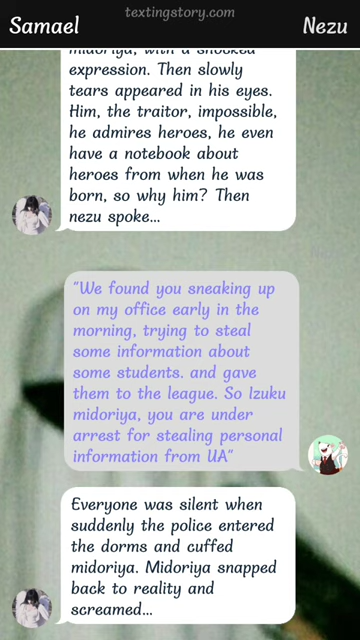 textingstory.com
Samael
Nezu
midoriya, with a shocked
expression. Then slowly
tears appeared in his eyes.
Him, the traitor, impossible,
he admires heroes, he even
have a notebook about
heroes from when he was
born, so why him? Then
nezu spoke...
"We found you sneaking up
on my office early in the
morning, trying to steal
some information about
some students. and gave
them to the league. So Izuku
midoriya, you are under
arrest for stealing personal
information from UA"
Everyone was silent when
suddenly the police entered
the dorms and cuffed
midoriya. Midoriya snapped
back to reality and
screamed...